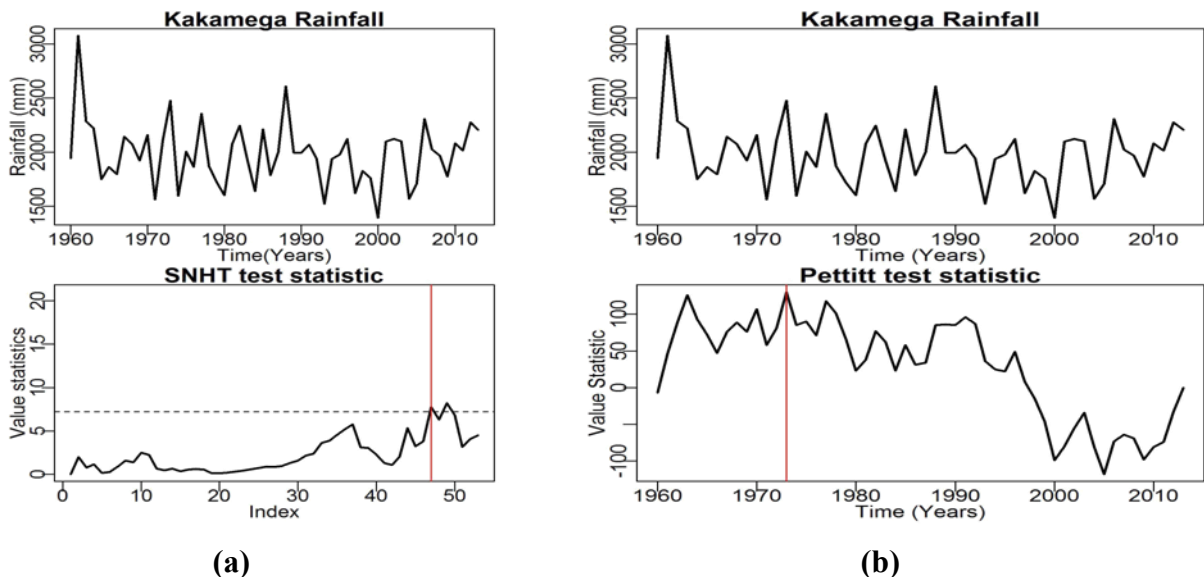 Kakamega Rainfall
Rainfall (mm)
3000
2500
2000
1500
1960 1970 1980 1990 2000 2010
Time(Years)
SNHT test statistic
Value statistics
20
15
10
5
0
0 10 20 30 40 50
Index
(a)
Kakamega Rainfall
Rainfall (mm)
3000
2500
2000
1500
1960 1970 1980 1990 2000 2010
Time (Years)
Pettitt test statistic
Value Statistic
100
50
0
-100
1960 1970 1980 1990 2000 2010
Time (Years)
(b)